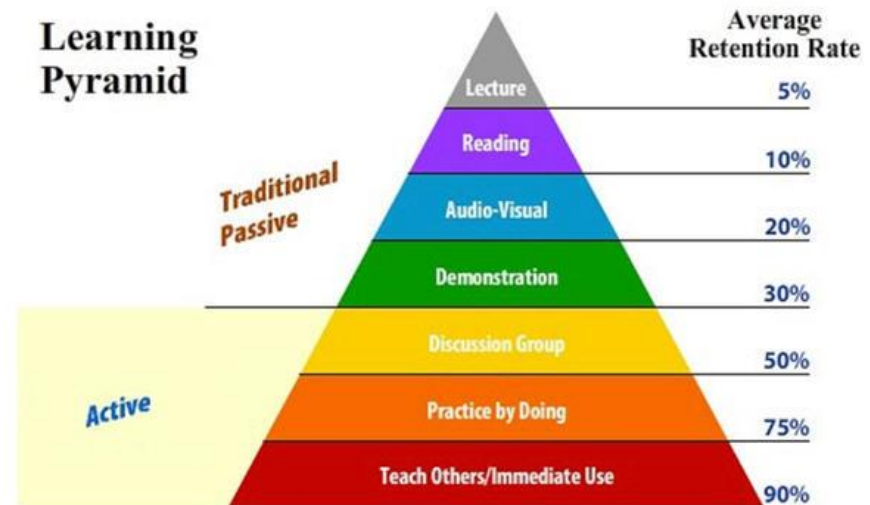 Learning
Pyramid
Average
Retention Rate
Lecture
5%
Reading
10%
Traditional
Passive
Audio-Visual
20%
Demonstration
30%
Discussion Group
50%
Active
Practice by Doing
75%
Teach Others/Immediate Use
90%